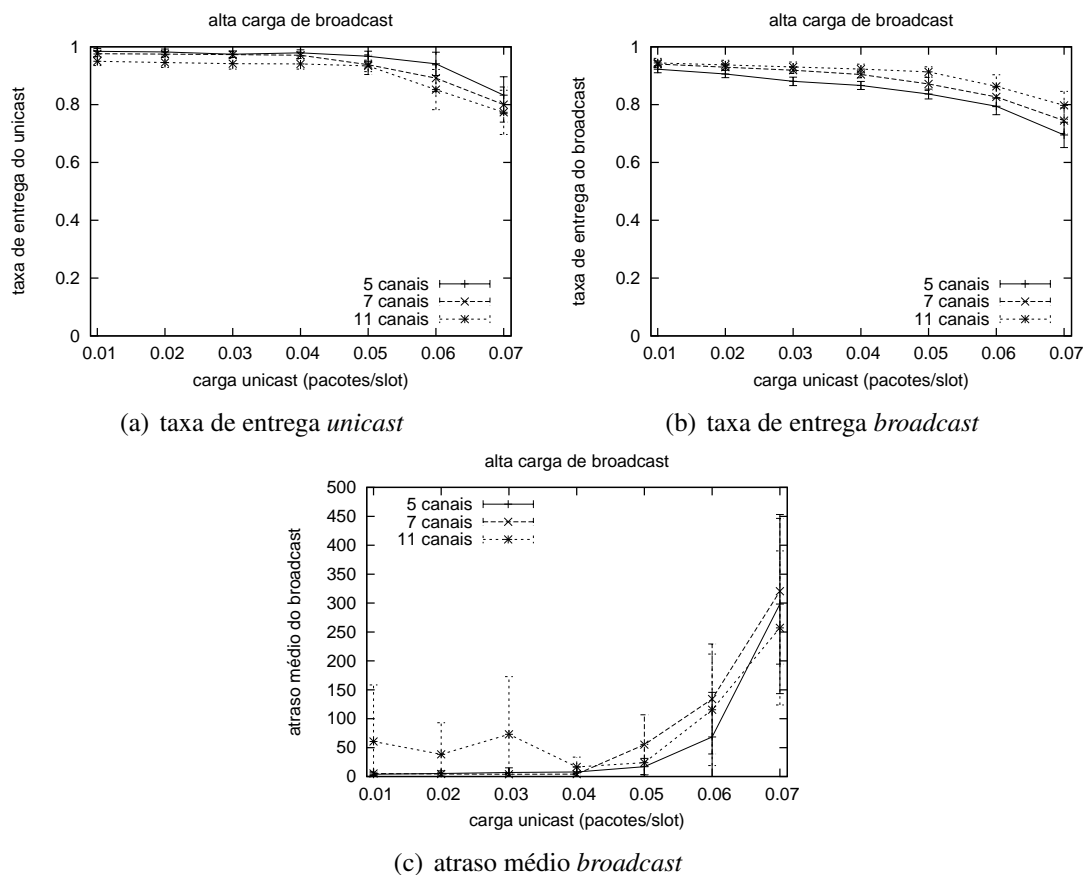 alta carga de broadcast
taxa de entrega do unicast
1
0.8
0.6
0.4
0.2
0
5 canais
7 canais
11 canais
0.01 0.02 0.03 0.04 0.05 0.06 0.07
carga unicast (pacotes/slot)
(a) taxa de entrega unicast
alta carga de broadcast
taxa de entrega do broadcast
1
0.8
0.6
0.4
0.2
0
5 canais
7 canais
11 canais
0.01 0.02 0.03 0.04 0.05 0.06 0.07
carga unicast (pacotes/slot)
(b) taxa de entrega broadcast
alta carga de broadcast
atraso médio do broadcast
500
450
400
350
300
250
200
150
100
50
0
5 canais
7 canais
11 canais
0.01 0.02 0.03 0.04 0.05 0.06 0.07
carga unicast (pacotes/slot)
(c) atraso médio broadcast